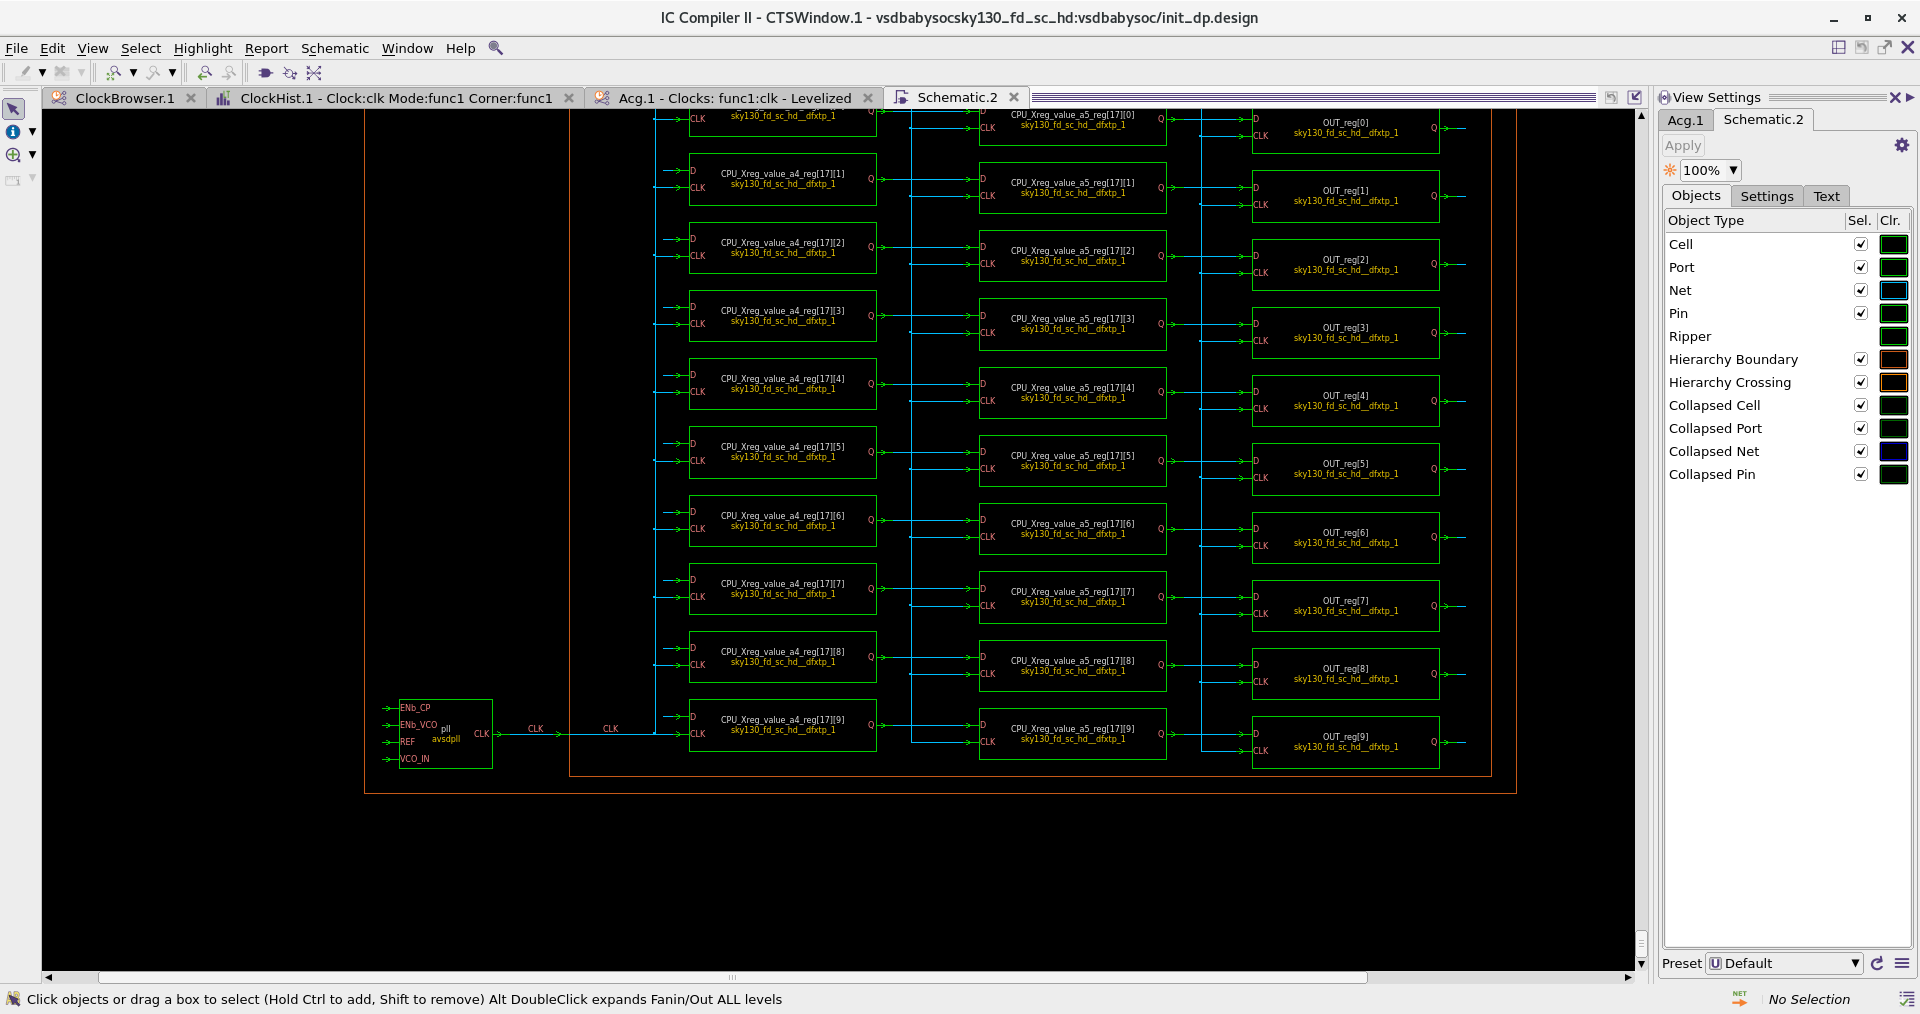 IC Compiler II - CTSWindow.1 - vsdbabysocsky130_fd_sc_hd:vsdbabysoc/init_dp.design
File Edit View Select Highlight Report Schematic Window Help
ClockBrowser.1 ClockHist.1 - Clock:clk Mode:func1 Corner:func1 Acg.1 - Clocks: func1:clk - Levelized Schematic.2
CLK sky130_fd_sc_hd__dfxtp_1 Q
D CLK CPU_Xreg_value_a5_reg[17][0] sky130_fd_sc_hd__dfxtp_1 Q
D CLK OUT_reg[0] sky130_fd_sc_hd__dfxtp_1 Q
D CLK CPU_Xreg_value_a4_reg[17][1] sky130_fd_sc_hd__dfxtp_1 Q
D CLK CPU_Xreg_value_a5_reg[17][1] sky130_fd_sc_hd__dfxtp_1 Q
D CLK OUT_reg[1] sky130_fd_sc_hd__dfxtp_1 Q
D CLK CPU_Xreg_value_a4_reg[17][2] sky130_fd_sc_hd__dfxtp_1 Q
D CLK CPU_Xreg_value_a5_reg[17][2] sky130_fd_sc_hd__dfxtp_1 Q
D CLK OUT_reg[2] sky130_fd_sc_hd__dfxtp_1 Q
D CLK CPU_Xreg_value_a4_reg[17][3] sky130_fd_sc_hd__dfxtp_1 Q
D CLK CPU_Xreg_value_a5_reg[17][3] sky130_fd_sc_hd__dfxtp_1 Q
D CLK OUT_reg[3] sky130_fd_sc_hd__dfxtp_1 Q
D CLK CPU_Xreg_value_a4_reg[17][4] sky130_fd_sc_hd__dfxtp_1 Q
D CLK CPU_Xreg_value_a5_reg[17][4] sky130_fd_sc_hd__dfxtp_1 Q
D CLK OUT_reg[4] sky130_fd_sc_hd__dfxtp_1 Q
D CLK CPU_Xreg_value_a4_reg[17][5] sky130_fd_sc_hd__dfxtp_1 Q
D CLK CPU_Xreg_value_a5_reg[17][5] sky130_fd_sc_hd__dfxtp_1 Q
D CLK OUT_reg[5] sky130_fd_sc_hd__dfxtp_1 Q
D CLK CPU_Xreg_value_a4_reg[17][6] sky130_fd_sc_hd__dfxtp_1 Q
D CLK CPU_Xreg_value_a5_reg[17][6] sky130_fd_sc_hd__dfxtp_1 Q
D CLK OUT_reg[6] sky130_fd_sc_hd__dfxtp_1 Q
D CLK CPU_Xreg_value_a4_reg[17][7] sky130_fd_sc_hd__dfxtp_1 Q
D CLK CPU_Xreg_value_a5_reg[17][7] sky130_fd_sc_hd__dfxtp_1 Q
D CLK OUT_reg[7] sky130_fd_sc_hd__dfxtp_1 Q
D CLK CPU_Xreg_value_a4_reg[17][8] sky130_fd_sc_hd__dfxtp_1 Q
D CLK CPU_Xreg_value_a5_reg[17][8] sky130_fd_sc_hd__dfxtp_1 Q
D CLK OUT_reg[8] sky130_fd_sc_hd__dfxtp_1 Q
ENb_CP
ENb_VCO
REF
VCO_IN
pll
avsdpll
CLK
CLK CLK
D CLK CPU_Xreg_value_a4_reg[17][9] sky130_fd_sc_hd__dfxtp_1 Q
D CLK CPU_Xreg_value_a5_reg[17][9] sky130_fd_sc_hd__dfxtp_1 Q
D CLK OUT_reg[9] sky130_fd_sc_hd__dfxtp_1 Q
View Settings
Acg.1 Schematic.2
Apply
100%
Objects Settings Text
Object Type Sel. Clr.
Cell
Port
Net
Pin
Ripper
Hierarchy Boundary
Hierarchy Crossing
Collapsed Cell
Collapsed Port
Collapsed Net
Collapsed Pin
Preset Default
Click objects or drag a box to select (Hold Ctrl to add, Shift to remove) Alt DoubleClick expands Fanin/Out ALL levels
NET No Selection